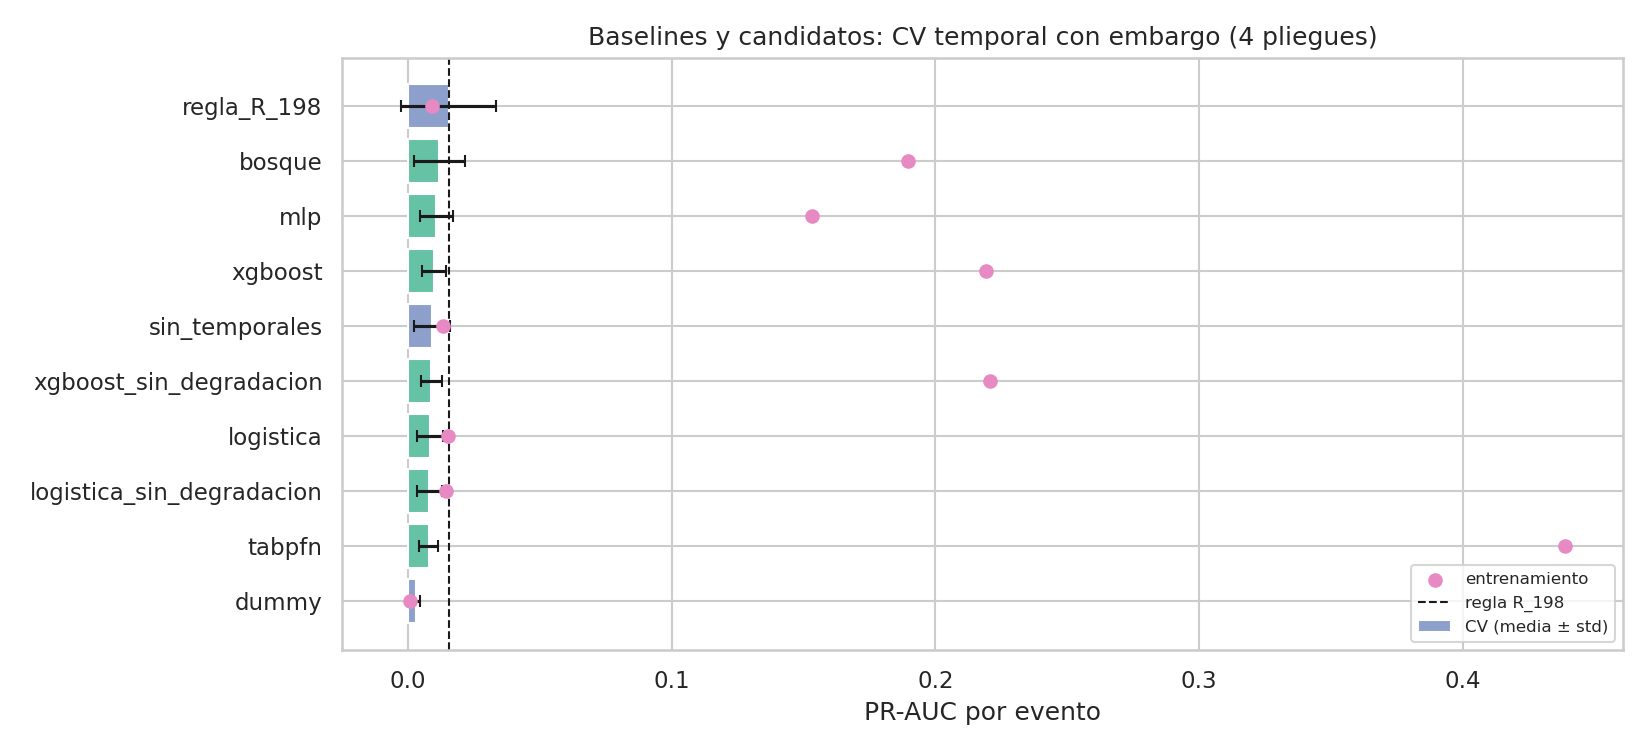 Baselines y candidatos: CV temporal con embargo (4 pliegues)
regla_R_198
bosque
mlp
xgboost
sin_temporales
xgboost_sin_degradacion
logistica
logistica_sin_degradacion
tabpfn
dummy
entrenamiento
regla R_198
CV (media ± std)
0.0 0.1 0.2 0.3 0.4
PR-AUC por evento